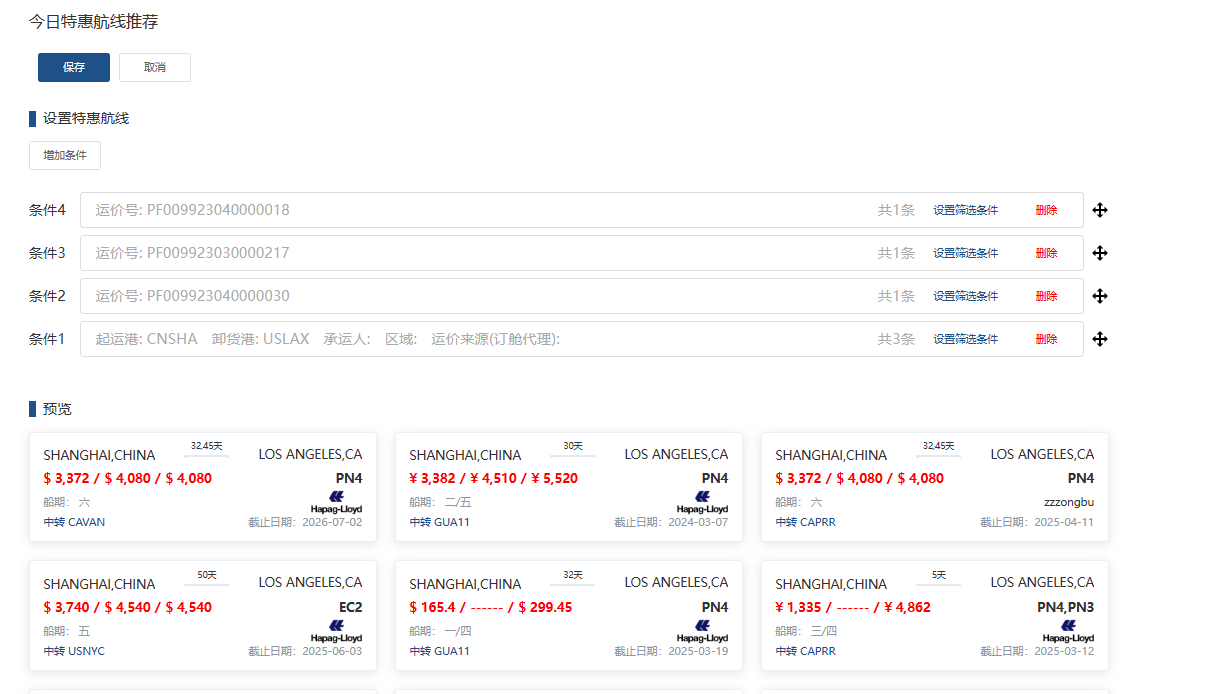 今日特惠航线推荐
保存 取消
设置特惠航线
增加条件
条件4 运价号: PF009923040000018 共1条 设置筛选条件 删除
条件3 运价号: PF009923030000217 共1条 设置筛选条件 删除
条件2 运价号: PF009923040000030 共1条 设置筛选条件 删除
条件1 起运港: CNSHA 卸货港: USLAX 承运人: 区域: 运价来源(订舱代理): 共3条 设置筛选条件 删除
预览
SHANGHAI,CHINA 32,45天 LOS ANGELES,CA
$ 3,372 / $ 4,080 / $ 4,080 PN4
船期: 六 Hapag-Lloyd
中转 CAVAN 截止日期: 2026-07-02
SHANGHAI,CHINA 30天 LOS ANGELES,CA
¥ 3,382 / ¥ 4,510 / ¥ 5,520 PN4
船期: 二/五 Hapag-Lloyd
中转 GUA11 截止日期: 2024-03-07
SHANGHAI,CHINA 32,45天 LOS ANGELES,CA
$ 3,372 / $ 4,080 / $ 4,080 PN4
船期: 六 zzzongbu
中转 CAPRR 截止日期: 2025-04-11
SHANGHAI,CHINA 50天 LOS ANGELES,CA
$ 3,740 / $ 4,540 / $ 4,540 EC2
船期: 五 Hapag-Lloyd
中转 USNYC 截止日期: 2025-06-03
SHANGHAI,CHINA 32天 LOS ANGELES,CA
$ 165.4 / ------ / $ 299.45 PN4
船期: 一/四 Hapag-Lloyd
中转 GUA11 截止日期: 2025-03-19
SHANGHAI,CHINA 5天 LOS ANGELES,CA
¥ 1,335 / ------ / ¥ 4,862 PN4,PN3
船期: 三/四 Hapag-Lloyd
中转 CAPRR 截止日期: 2025-03-12